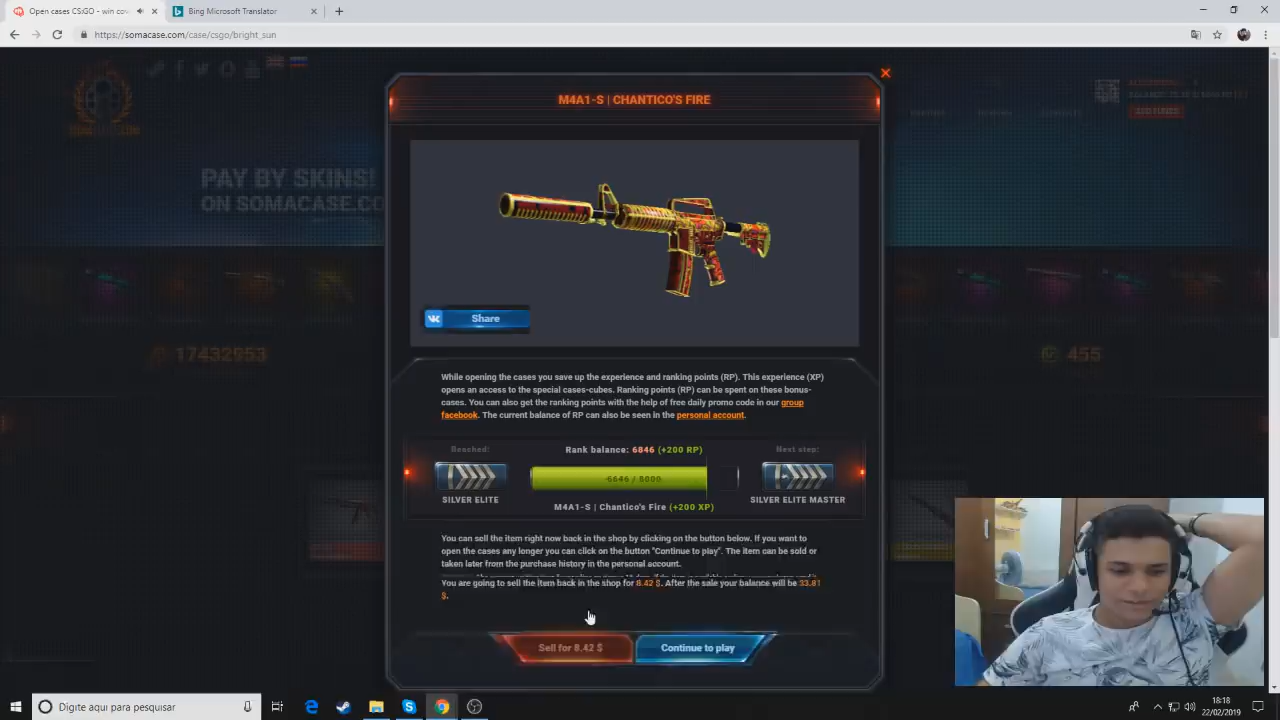 Open cases CS:GO - win cov
Bing Microsoft Translator
https://somacase.com/case/csgo/bright_sun
M4A1-S | CHANTICO'S FIRE
PAY BY SKINS!
ON SOMACASE.CO
Share
17432953
455
While opening the cases you save up the experience and ranking points (RP). This experience (XP)
opens an access to the special cases-cubes. Ranking points (RP) can be spent on these bonus-
cases. You can also get the ranking points with the help of free daily promo code in our group
facebook. The current balance of RP can also be seen in the personal account.
Reached:
Rank balance: 6846 (+200 RP)
Next step:
6646 / 8000
SILVER ELITE
SILVER ELITE MASTER
M4A1-S | Chantico's Fire (+200 XP)
You can sell the item right now back in the shop by clicking on the button below. If you want to
open the cases any longer you can click on the button "Continue to play". The item can be sold or
taken later from the purchase history in the personal account.
You are going to sell the item back in the shop for 8.42 $. After the sale your balance will be 33.81
$.
Sell for 8.42 $
Continue to play
Digite aqui para pesquisar
18:18
22/02/2019